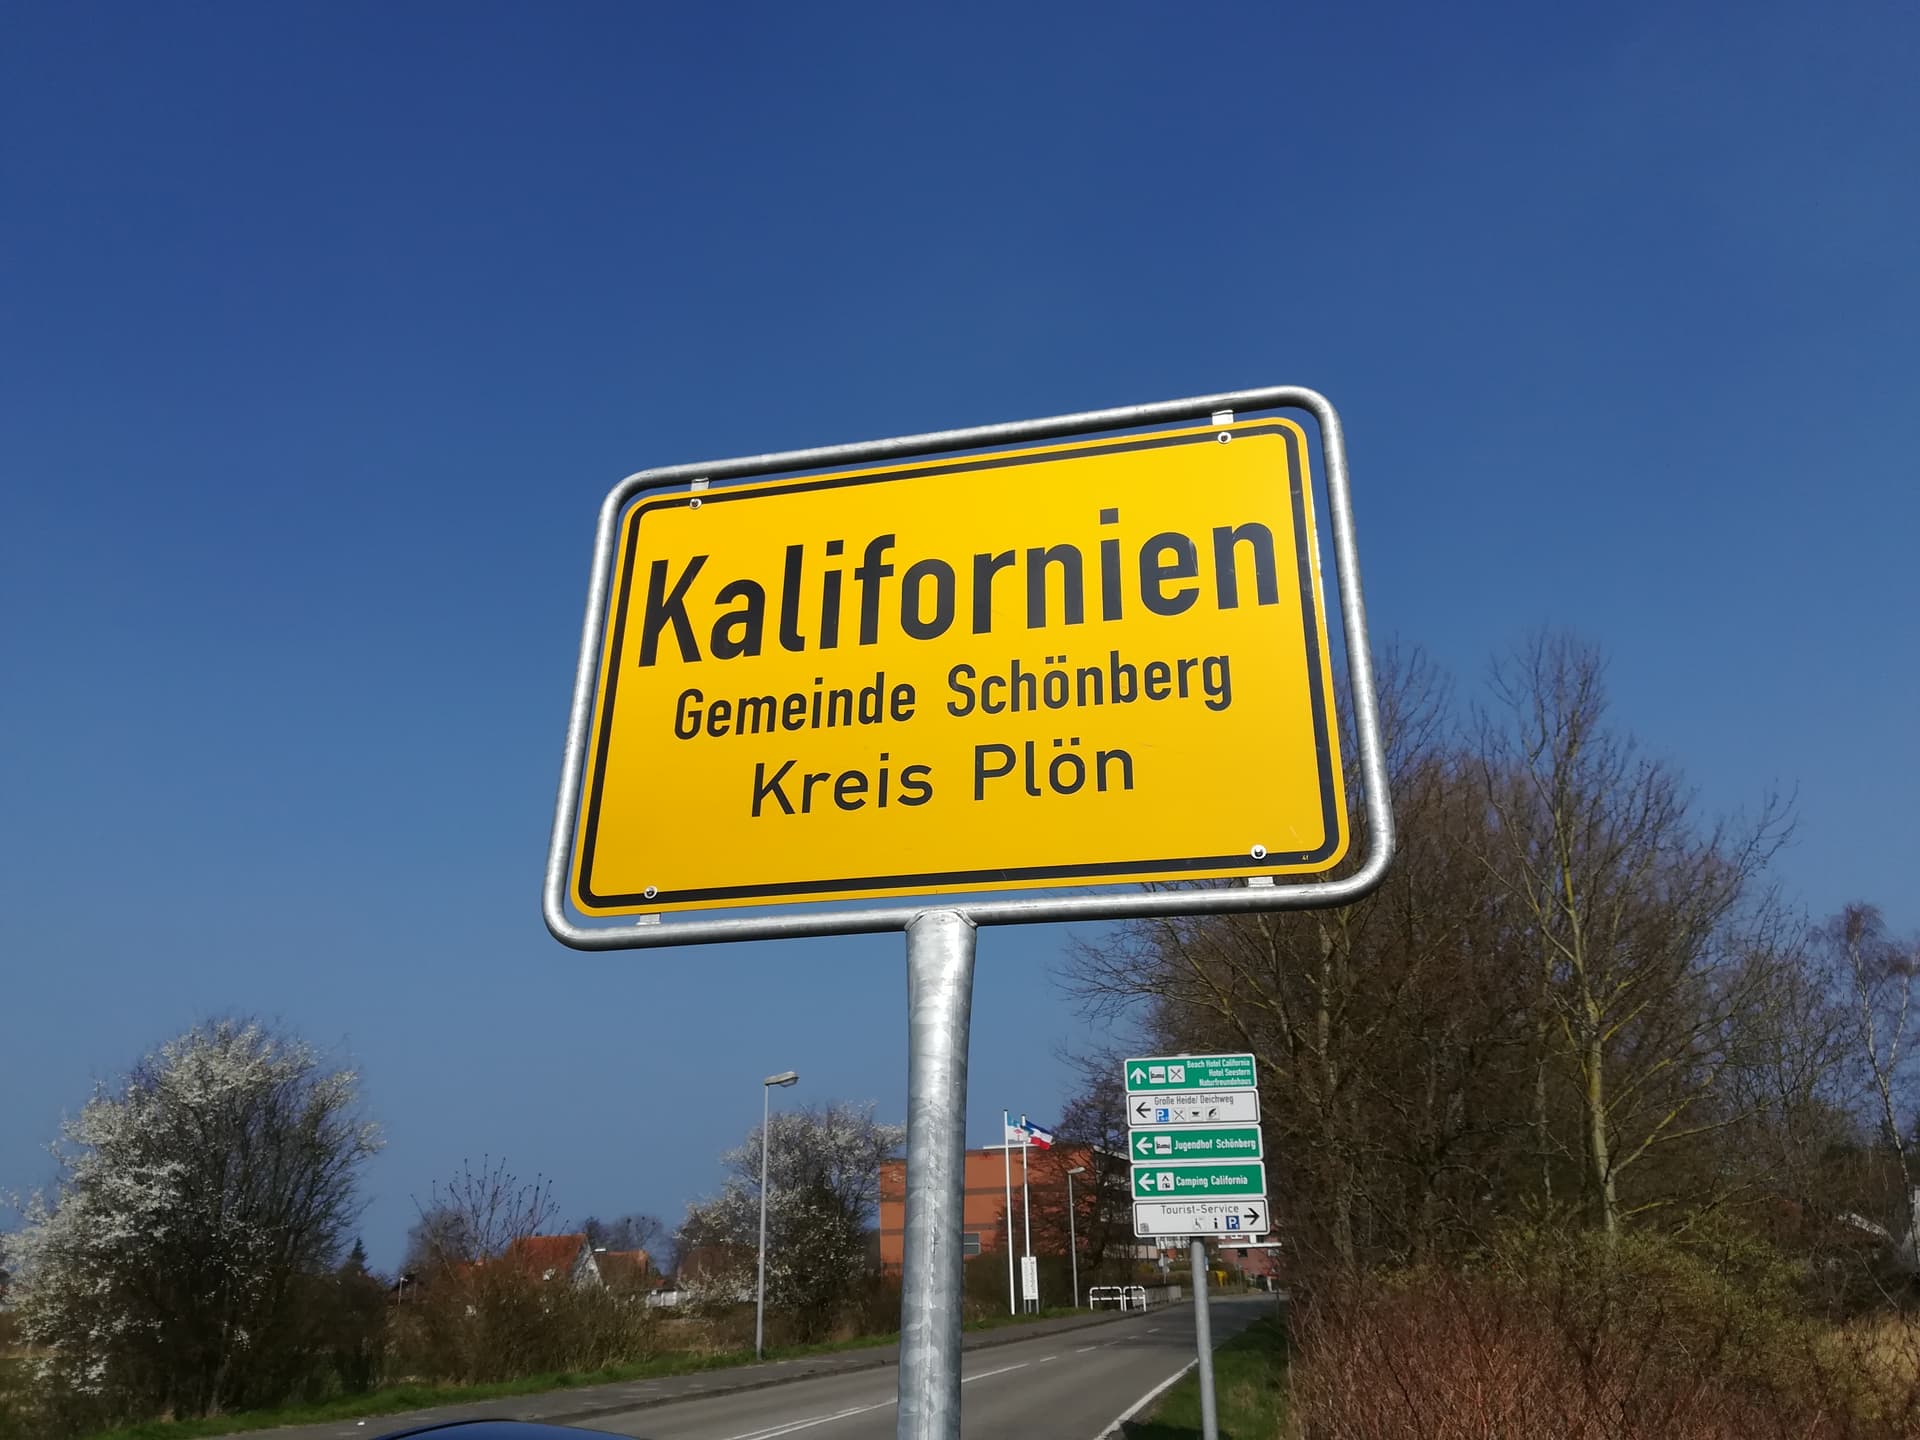 Kalifornien
Gemeinde Schönberg
Kreis Plön
Beach Hotel California
Hotel Seestern
Naturfreundehaus
Große Heide/ Deichweg
P
Jugendhof Schönberg
Camping California
Tourist-Service
i P